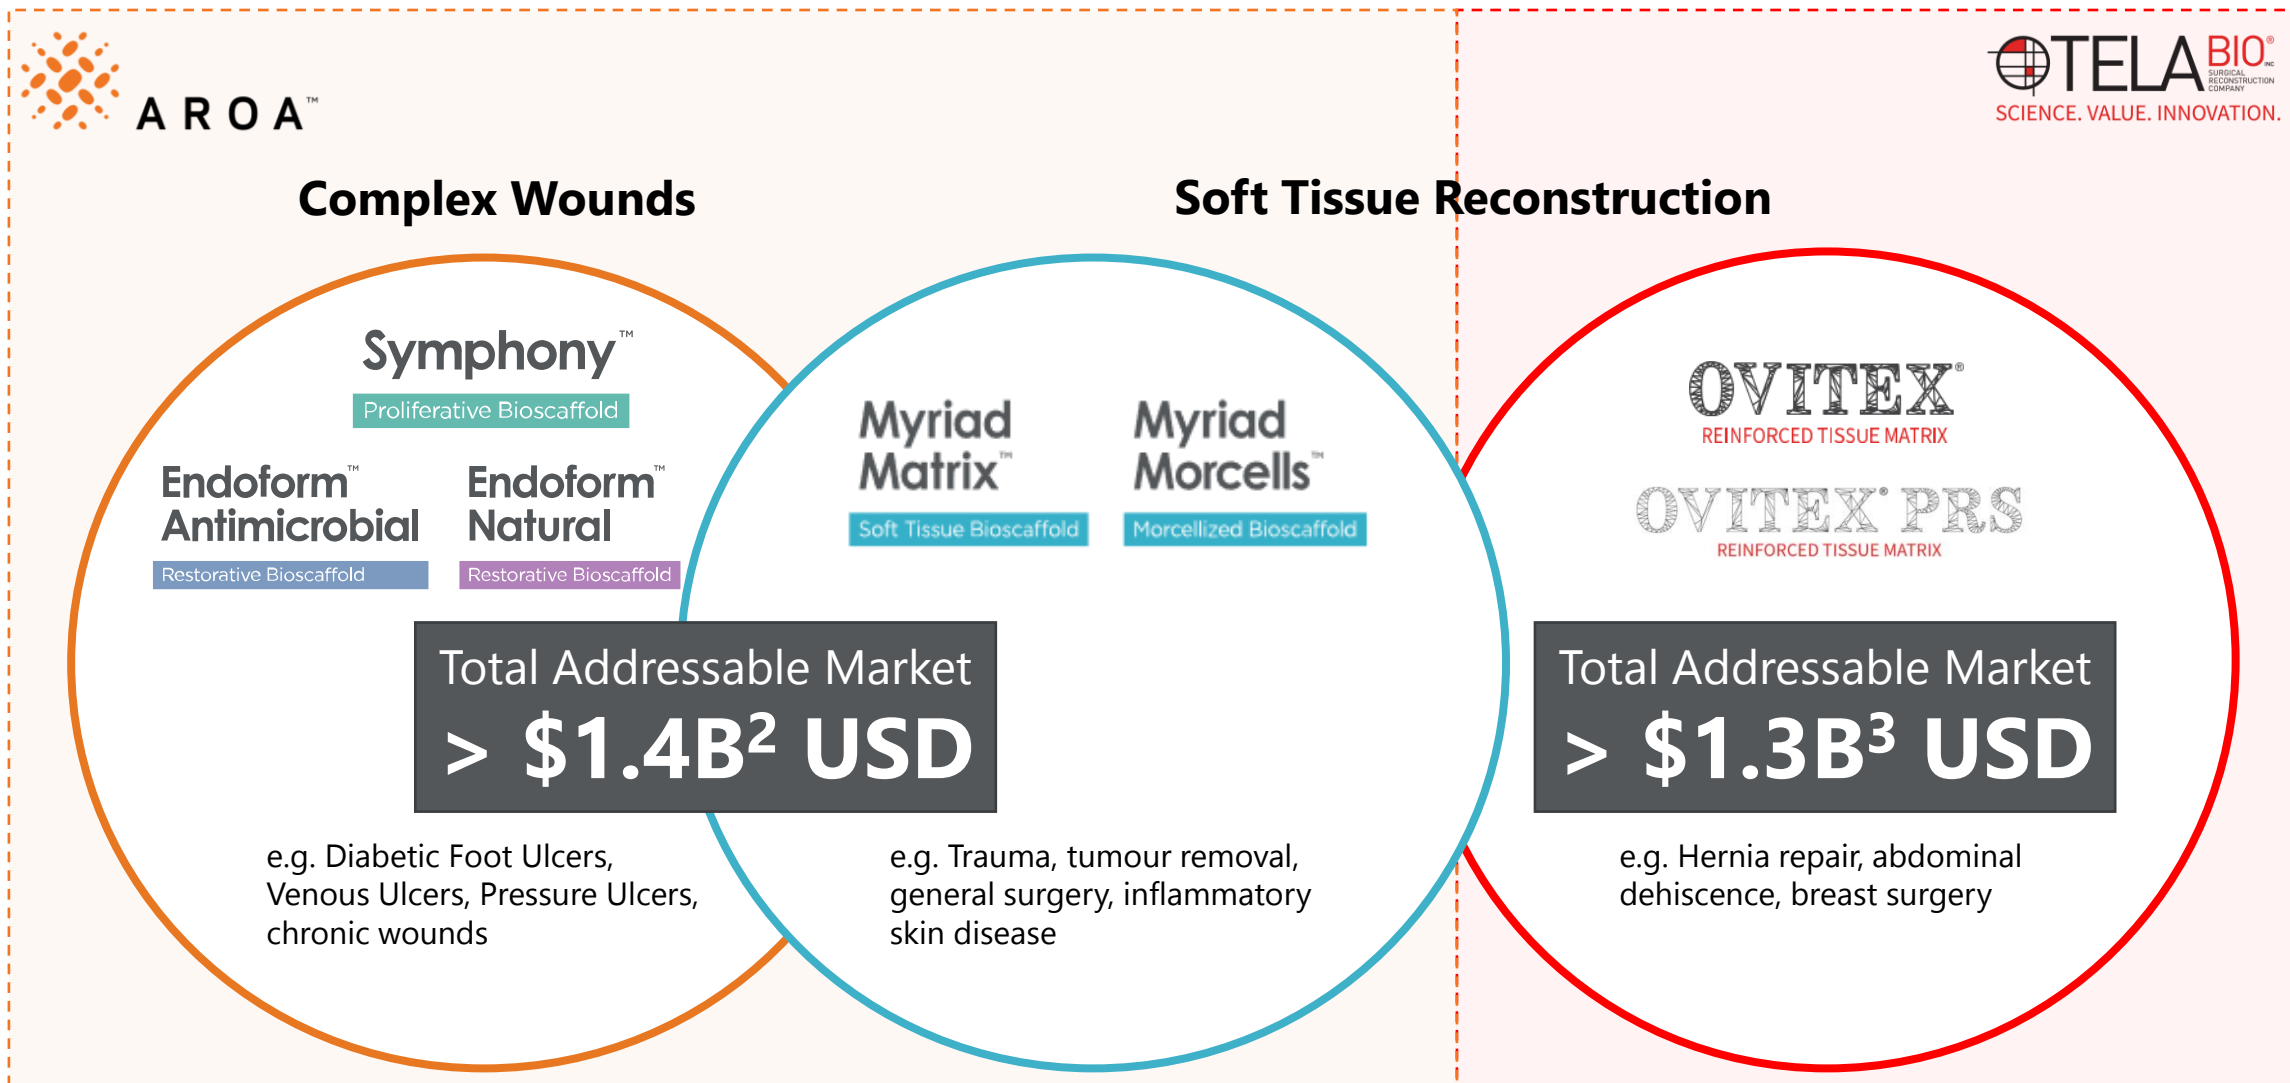 AROA™
TELA BIO®
INC
SURGICAL
RECONSTRUCTION
COMPANY
SCIENCE. VALUE. INNOVATION.
Complex Wounds
Soft Tissue Reconstruction
Symphony™
Proliferative Bioscaffold
Endoform™
Antimicrobial
Restorative Bioscaffold
Endoform™
Natural
Restorative Bioscaffold
Myriad
Matrix™
Soft Tissue Bioscaffold
Myriad
Morcells™
Morcellized Bioscaffold
OVITEX®
REINFORCED TISSUE MATRIX
OVITEX® PRS
REINFORCED TISSUE MATRIX
Total Addressable Market
> $1.4B² USD
Total Addressable Market
> $1.3B³ USD
e.g. Diabetic Foot Ulcers,
Venous Ulcers, Pressure Ulcers,
chronic wounds
e.g. Trauma, tumour removal,
general surgery, inflammatory
skin disease
e.g. Hernia repair, abdominal
dehiscence, breast surgery